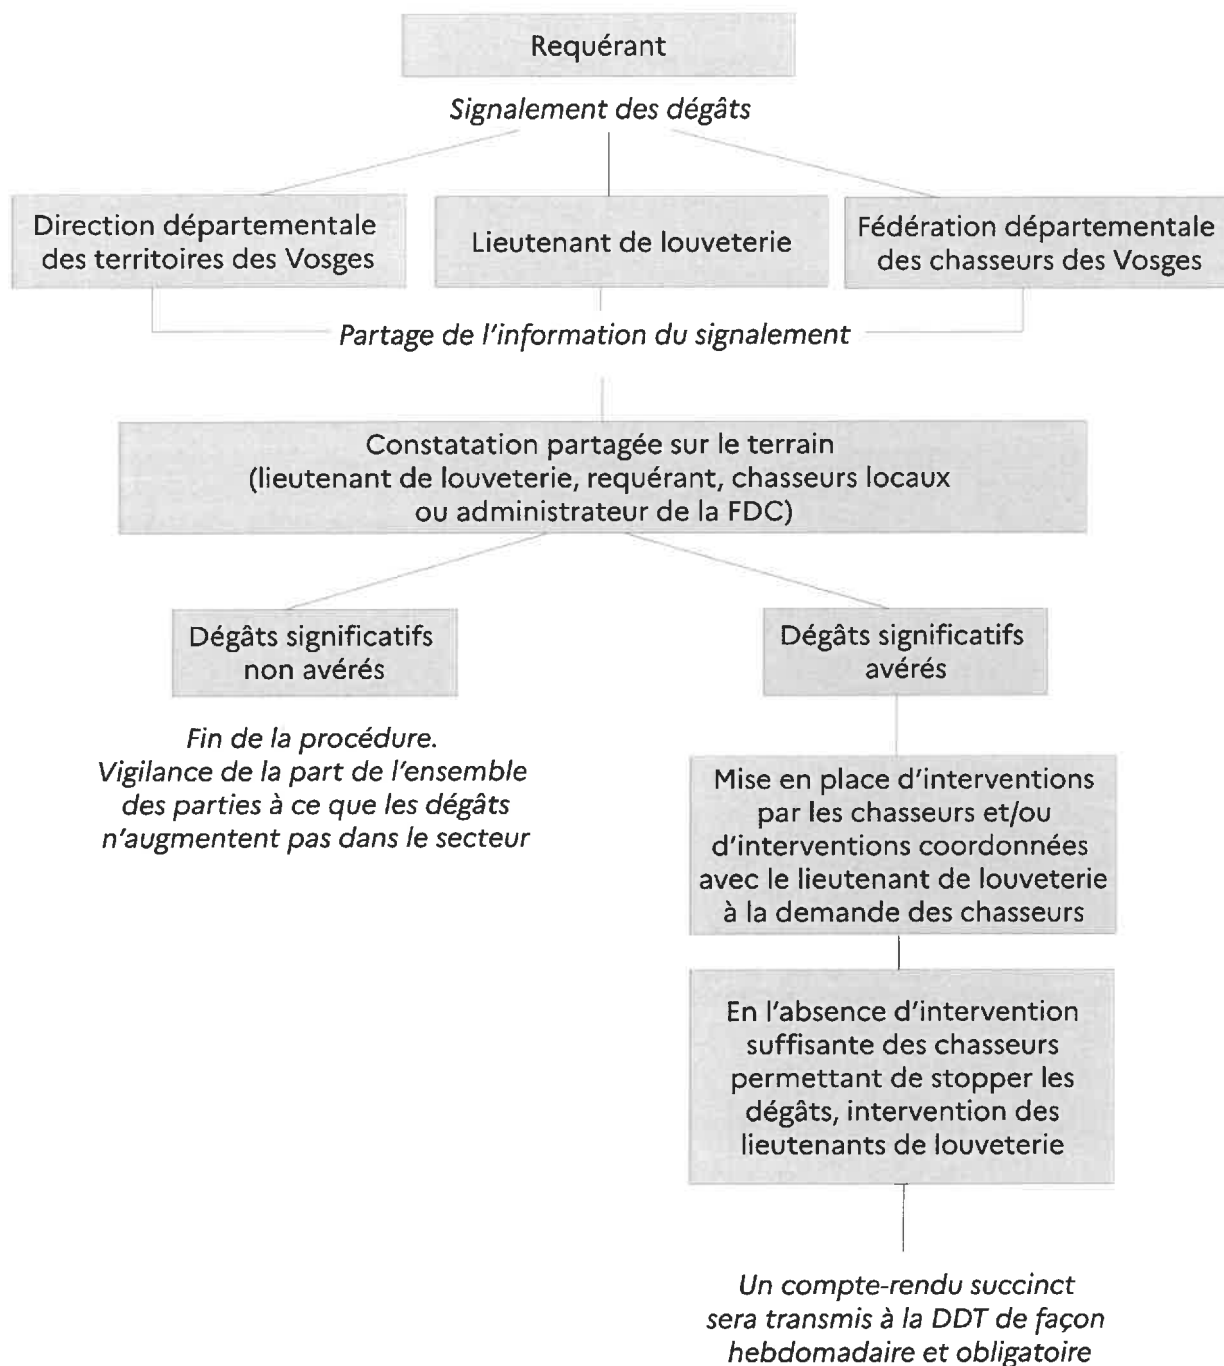 Requérant
Signalement des dégâts
Direction départementale
des territoires des Vosges
Lieutenant de louveterie
Fédération départementale
des chasseurs des Vosges
Partage de l'information du signalement
Constatation partagée sur le terrain
(lieutenant de louveterie, requérant, chasseurs locaux
ou administrateur de la FDC)
Dégâts significatifs
non avérés
Fin de la procédure.
Vigilance de la part de l'ensemble
des parties à ce que les dégâts
n'augmentent pas dans le secteur
Dégâts significatifs
avérés
Mise en place d'interventions
par les chasseurs et/ou
d'interventions coordonnées
avec le lieutenant de louveterie
à la demande des chasseurs
En l'absence d'intervention
suffisante des chasseurs
permettant de stopper les
dégâts, intervention des
lieutenants de louveterie
Un compte-rendu succinct
sera transmis à la DDT de façon
hebdomadaire et obligatoire